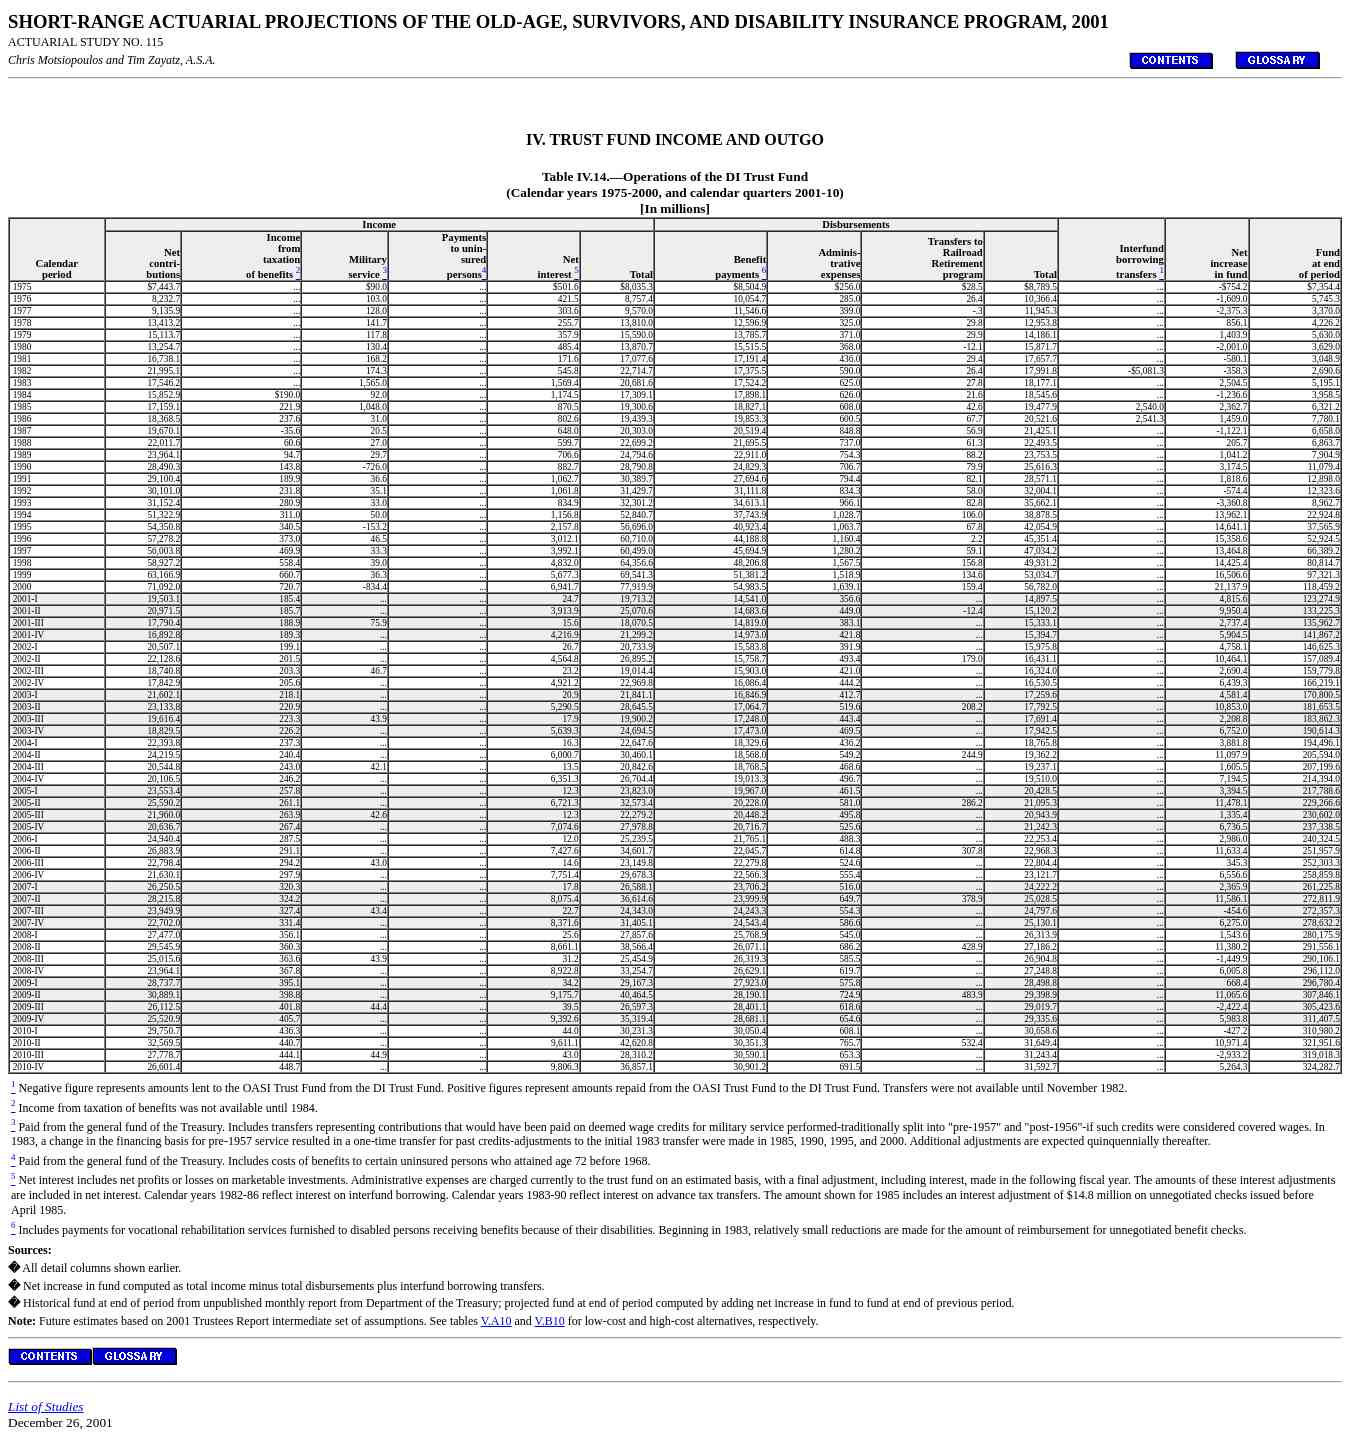 SHORT-RANGE ACTUARIAL PROJECTIONS OF THE OLD-AGE, SURVIVORS, AND DISABILITY INSURANCE PROGRAM, 2001
ACTUARIAL STUDY NO. 115
Chris Motsiopoulos and Tim Zayatz, A.S.A.
CONTENTS GLOSSARY
IV. TRUST FUND INCOME AND OUTGO
Table IV.14.—Operations of the DI Trust Fund
(Calendar years 1975-2000, and calendar quarters 2001-10)
[In millions]
Calendar period Income Disbursements Interfund borrowing transfers 1 Net increase in fund Fund at end of period
Net contri- butions Income from taxation of benefits 2 Military service 3 Payments to unin- sured persons 4 Net interest 5 Total Benefit payments 6 Adminis- trative expenses Transfers to Railroad Retirement program Total
1975 $7,443.7 ... $90.0 ... $501.6 $8,035.3 $8,504.9 $256.0 $28.5 $8,789.5 ... -$754.2 $7,354.4
1976 8,232.7 ... 103.0 ... 421.5 8,757.4 10,054.7 285.0 26.4 10,366.4 ... -1,609.0 5,745.3
1977 9,135.9 ... 128.0 ... 303.6 9,570.0 11,546.6 399.0 -.3 11,945.3 ... -2,375.3 3,370.0
1978 13,413.2 ... 141.7 ... 255.7 13,810.0 12,596.9 325.0 29.8 12,953.8 ... 856.1 4,226.2
1979 15,113.7 ... 117.8 ... 357.9 15,590.0 13,785.7 371.0 29.9 14,186.1 ... 1,403.9 5,630.0
1980 13,254.7 ... 130.4 ... 485.4 13,870.7 15,515.5 368.0 -12.1 15,871.7 ... -2,001.0 3,629.0
1981 16,738.1 ... 168.2 ... 171.6 17,077.6 17,191.4 436.0 29.4 17,657.7 ... -580.1 3,048.9
1982 21,995.1 ... 174.3 ... 545.8 22,714.7 17,375.5 590.0 26.4 17,991.8 -$5,081.3 -358.3 2,690.6
1983 17,546.2 ... 1,565.0 ... 1,569.4 20,681.6 17,524.2 625.0 27.8 18,177.1 ... 2,504.5 5,195.1
1984 15,852.9 $190.0 92.0 ... 1,174.5 17,309.1 17,898.1 626.0 21.6 18,545.6 ... -1,236.6 3,958.5
1985 17,159.1 221.9 1,048.0 ... 870.5 19,300.6 18,827.1 608.0 42.6 19,477.9 2,540.0 2,362.7 6,321.2
1986 18,368.5 237.6 31.0 ... 802.6 19,439.3 19,853.3 600.5 67.7 20,521.6 2,541.3 1,459.0 7,780.1
1987 19,670.1 -35.6 20.5 ... 648.0 20,303.0 20,519.4 848.8 56.9 21,425.1 ... -1,122.1 6,658.0
1988 22,011.7 60.6 27.0 ... 599.7 22,699.2 21,695.5 737.0 61.3 22,493.5 ... 205.7 6,863.7
1989 23,964.1 94.7 29.7 ... 706.6 24,794.6 22,911.0 754.3 88.2 23,753.5 ... 1,041.2 7,904.9
1990 28,490.3 143.8 -726.0 ... 882.7 28,790.8 24,829.3 706.7 79.9 25,616.3 ... 3,174.5 11,079.4
1991 29,100.4 189.9 36.6 ... 1,062.7 30,389.7 27,694.6 794.4 82.1 28,571.1 ... 1,818.6 12,898.0
1992 30,101.0 231.8 35.1 ... 1,061.8 31,429.7 31,111.8 834.3 58.0 32,004.1 ... -574.4 12,323.6
1993 31,152.4 280.9 33.0 ... 834.9 32,301.2 34,613.1 966.1 82.8 35,662.1 ... -3,360.8 8,962.7
1994 51,322.9 311.0 50.0 ... 1,156.8 52,840.7 37,743.9 1,028.7 106.0 38,878.5 ... 13,962.1 22,924.8
1995 54,350.8 340.5 -153.2 ... 2,157.8 56,696.0 40,923.4 1,063.7 67.8 42,054.9 ... 14,641.1 37,565.9
1996 57,278.2 373.0 46.5 ... 3,012.1 60,710.0 44,188.8 1,160.4 2.2 45,351.4 ... 15,358.6 52,924.5
1997 56,003.8 469.9 33.3 ... 3,992.1 60,499.0 45,694.9 1,280.2 59.1 47,034.2 ... 13,464.8 66,389.2
1998 58,927.2 558.4 39.0 ... 4,832.0 64,356.6 48,206.8 1,567.5 156.8 49,931.2 ... 14,425.4 80,814.7
1999 63,166.9 660.7 36.3 ... 5,677.3 69,541.3 51,381.2 1,518.9 134.6 53,034.7 ... 16,506.6 97,321.3
2000 71,092.0 720.7 -834.4 ... 6,941.7 77,919.9 54,983.5 1,639.1 159.4 56,782.0 ... 21,137.9 118,459.2
2001-I 19,503.1 185.4 ... ... 24.7 19,713.2 14,541.0 356.6 ... 14,897.5 ... 4,815.6 123,274.9
2001-II 20,971.5 185.7 ... ... 3,913.9 25,070.6 14,683.6 449.0 -12.4 15,120.2 ... 9,950.4 133,225.3
2001-III 17,790.4 188.9 75.9 ... 15.6 18,070.5 14,819.0 383.1 ... 15,333.1 ... 2,737.4 135,962.7
2001-IV 16,892.8 189.3 ... ... 4,216.9 21,299.2 14,973.0 421.8 ... 15,394.7 ... 5,904.5 141,867.2
2002-I 20,507.1 199.1 ... ... 26.7 20,733.9 15,583.8 391.9 ... 15,975.8 ... 4,758.1 146,625.3
2002-II 22,128.6 201.5 ... ... 4,564.8 26,895.2 15,758.7 493.4 179.0 16,431.1 ... 10,464.1 157,089.4
2002-III 18,740.8 203.3 46.7 ... 23.2 19,014.4 15,903.0 421.0 ... 16,324.0 ... 2,690.4 159,779.8
2002-IV 17,842.9 205.6 ... ... 4,921.2 22,969.8 16,086.4 444.2 ... 16,530.5 ... 6,439.3 166,219.1
2003-I 21,602.1 218.1 ... ... 20.9 21,841.1 16,846.9 412.7 ... 17,259.6 ... 4,581.4 170,800.5
2003-II 23,133.8 220.9 ... ... 5,290.5 28,645.5 17,064.7 519.6 208.2 17,792.5 ... 10,853.0 181,653.5
2003-III 19,616.4 223.3 43.9 ... 17.9 19,900.2 17,248.0 443.4 ... 17,691.4 ... 2,208.8 183,862.3
2003-IV 18,829.5 226.2 ... ... 5,639.3 24,694.5 17,473.0 469.5 ... 17,942.5 ... 6,752.0 190,614.3
2004-I 22,393.8 237.3 ... ... 16.3 22,647.6 18,329.6 436.2 ... 18,765.8 ... 3,881.8 194,496.1
2004-II 24,219.5 240.4 ... ... 6,000.7 30,460.1 18,568.0 549.2 244.9 19,362.2 ... 11,097.9 205,594.0
2004-III 20,544.8 243.0 42.1 ... 13.5 20,842.6 18,768.5 468.6 ... 19,237.1 ... 1,605.5 207,199.6
2004-IV 20,106.5 246.2 ... ... 6,351.3 26,704.4 19,013.3 496.7 ... 19,510.0 ... 7,194.5 214,394.0
2005-I 23,553.4 257.8 ... ... 12.3 23,823.0 19,967.0 461.5 ... 20,428.5 ... 3,394.5 217,788.6
2005-II 25,590.2 261.1 ... ... 6,721.3 32,573.4 20,228.0 581.0 286.2 21,095.3 ... 11,478.1 229,266.6
2005-III 21,960.0 263.9 42.6 ... 12.3 22,279.2 20,448.2 495.8 ... 20,943.9 ... 1,335.4 230,602.0
2005-IV 20,636.7 267.4 ... ... 7,074.6 27,978.8 20,716.7 525.6 ... 21,242.3 ... 6,736.5 237,338.5
2006-I 24,940.4 287.5 ... ... 12.0 25,239.5 21,765.1 488.3 ... 22,253.4 ... 2,986.0 240,324.5
2006-II 26,883.9 291.1 ... ... 7,427.6 34,601.7 22,045.7 614.8 307.8 22,968.3 ... 11,633.4 251,957.9
2006-III 22,798.4 294.2 43.0 ... 14.6 23,149.8 22,279.8 524.6 ... 22,804.4 ... 345.3 252,303.3
2006-IV 21,630.1 297.9 ... ... 7,751.4 29,678.3 22,566.3 555.4 ... 23,121.7 ... 6,556.6 258,859.8
2007-I 26,250.5 320.3 ... ... 17.8 26,588.1 23,706.2 516.0 ... 24,222.2 ... 2,365.9 261,225.8
2007-II 28,215.8 324.2 ... ... 8,075.4 36,614.6 23,999.9 649.7 378.9 25,028.5 ... 11,586.1 272,811.9
2007-III 23,949.9 327.4 43.4 ... 22.7 24,343.0 24,243.3 554.3 ... 24,797.6 ... -454.6 272,357.3
2007-IV 22,702.0 331.4 ... ... 8,371.6 31,405.1 24,543.4 586.6 ... 25,130.1 ... 6,275.0 278,632.2
2008-I 27,477.0 356.1 ... ... 25.6 27,857.6 25,768.9 545.0 ... 26,313.9 ... 1,543.6 280,175.9
2008-II 29,545.9 360.3 ... ... 8,661.1 38,566.4 26,071.1 686.2 428.9 27,186.2 ... 11,380.2 291,556.1
2008-III 25,015.6 363.6 43.9 ... 31.2 25,454.9 26,319.3 585.5 ... 26,904.8 ... -1,449.9 290,106.1
2008-IV 23,964.1 367.8 ... ... 8,922.8 33,254.7 26,629.1 619.7 ... 27,248.8 ... 6,005.8 296,112.0
2009-I 28,737.7 395.1 ... ... 34.2 29,167.3 27,923.0 575.8 ... 28,498.8 ... 668.4 296,780.4
2009-II 30,889.1 398.8 ... ... 9,175.7 40,464.5 28,190.1 724.9 483.9 29,398.9 ... 11,065.6 307,846.1
2009-III 26,112.5 401.8 44.4 ... 39.5 26,597.3 28,401.1 618.6 ... 29,019.7 ... -2,422.4 305,423.6
2009-IV 25,520.9 405.7 ... ... 9,392.6 35,319.4 28,681.1 654.6 ... 29,335.6 ... 5,983.8 311,407.5
2010-I 29,750.7 436.3 ... ... 44.0 30,231.3 30,050.4 608.1 ... 30,658.6 ... -427.2 310,980.2
2010-II 32,569.5 440.7 ... ... 9,611.1 42,620.8 30,351.3 765.7 532.4 31,649.4 ... 10,971.4 321,951.6
2010-III 27,778.7 444.1 44.9 ... 43.0 28,310.2 30,590.1 653.3 ... 31,243.4 ... -2,933.2 319,018.3
2010-IV 26,601.4 448.7 ... ... 9,806.3 36,857.1 30,901.2 691.5 ... 31,592.7 ... 5,264.3 324,282.7
1 Negative figure represents amounts lent to the OASI Trust Fund from the DI Trust Fund. Positive figures represent amounts repaid from the OASI Trust Fund to the DI Trust Fund. Transfers were not available until November 1982.
2 Income from taxation of benefits was not available until 1984.
3 Paid from the general fund of the Treasury. Includes transfers representing contributions that would have been paid on deemed wage credits for military service performed-traditionally split into "pre-1957" and "post-1956-if such credits were considered covered wages. In
1983, a change in the financing basis for pre-1957 service resulted in a one-time transfer for past credits-adjustments to the initial 1983 transfer were made in 1985, 1990, 1995, and 2000. Additional adjustments are expected quinquennially thereafter.
4 Paid from the general fund of the Treasury. Includes costs of benefits to certain uninsured persons who attained age 72 before 1968.
5 Net interest includes net profits or losses on marketable investments. Administrative expenses are charged currently to the trust fund on an estimated basis, with a final adjustment, including interest, made in the following fiscal year. The amounts of these interest adjustments
are included in net interest. Calendar years 1982-86 reflect interest on interfund borrowing. Calendar years 1983-90 reflect interest on advance tax transfers. The amount shown for 1985 includes an interest adjustment of $14.8 million on unnegotiated checks issued before
April 1985.
6 Includes payments for vocational rehabilitation services furnished to disabled persons receiving benefits because of their disabilities. Beginning in 1983, relatively small reductions are made for the amount of reimbursement for unnegotiated benefit checks.
Sources:
� All detail columns shown earlier.
� Net increase in fund computed as total income minus total disbursements plus interfund borrowing transfers.
� Historical fund at end of period from unpublished monthly report from Department of the Treasury; projected fund at end of period computed by adding net increase in fund to fund at end of previous period.
Note: Future estimates based on 2001 Trustees Report intermediate set of assumptions. See tables V.A10 and V.B10 for low-cost and high-cost alternatives, respectively.
CONTENTS GLOSSARY
List of Studies
December 26, 2001